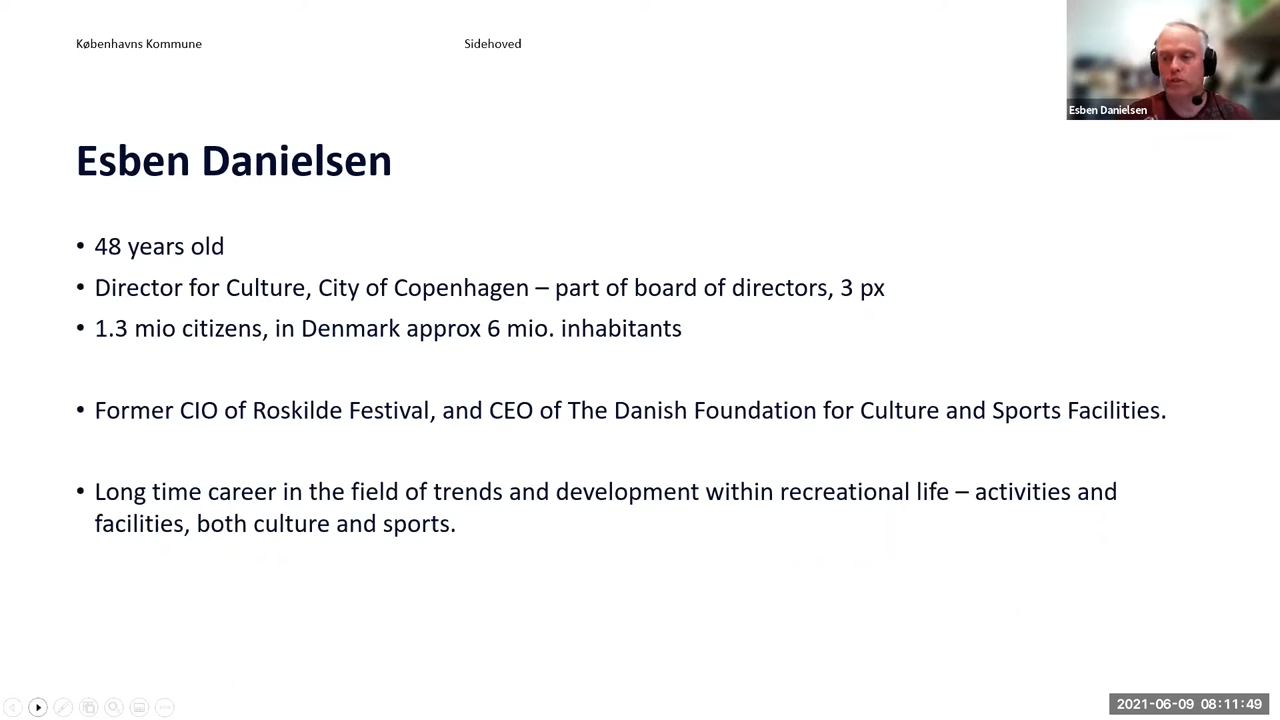 Københavns Kommune
Sidehoved
Esben Danielsen
Esben Danielsen
• 48 years old
• Director for Culture, City of Copenhagen – part of board of directors, 3 px
• 1.3 mio citizens, in Denmark approx 6 mio. inhabitants
• Former CIO of Roskilde Festival, and CEO of The Danish Foundation for Culture and Sports Facilities.
• Long time career in the field of trends and development within recreational life – activities and
facilities, both culture and sports.
2021-06-09 08:11:49